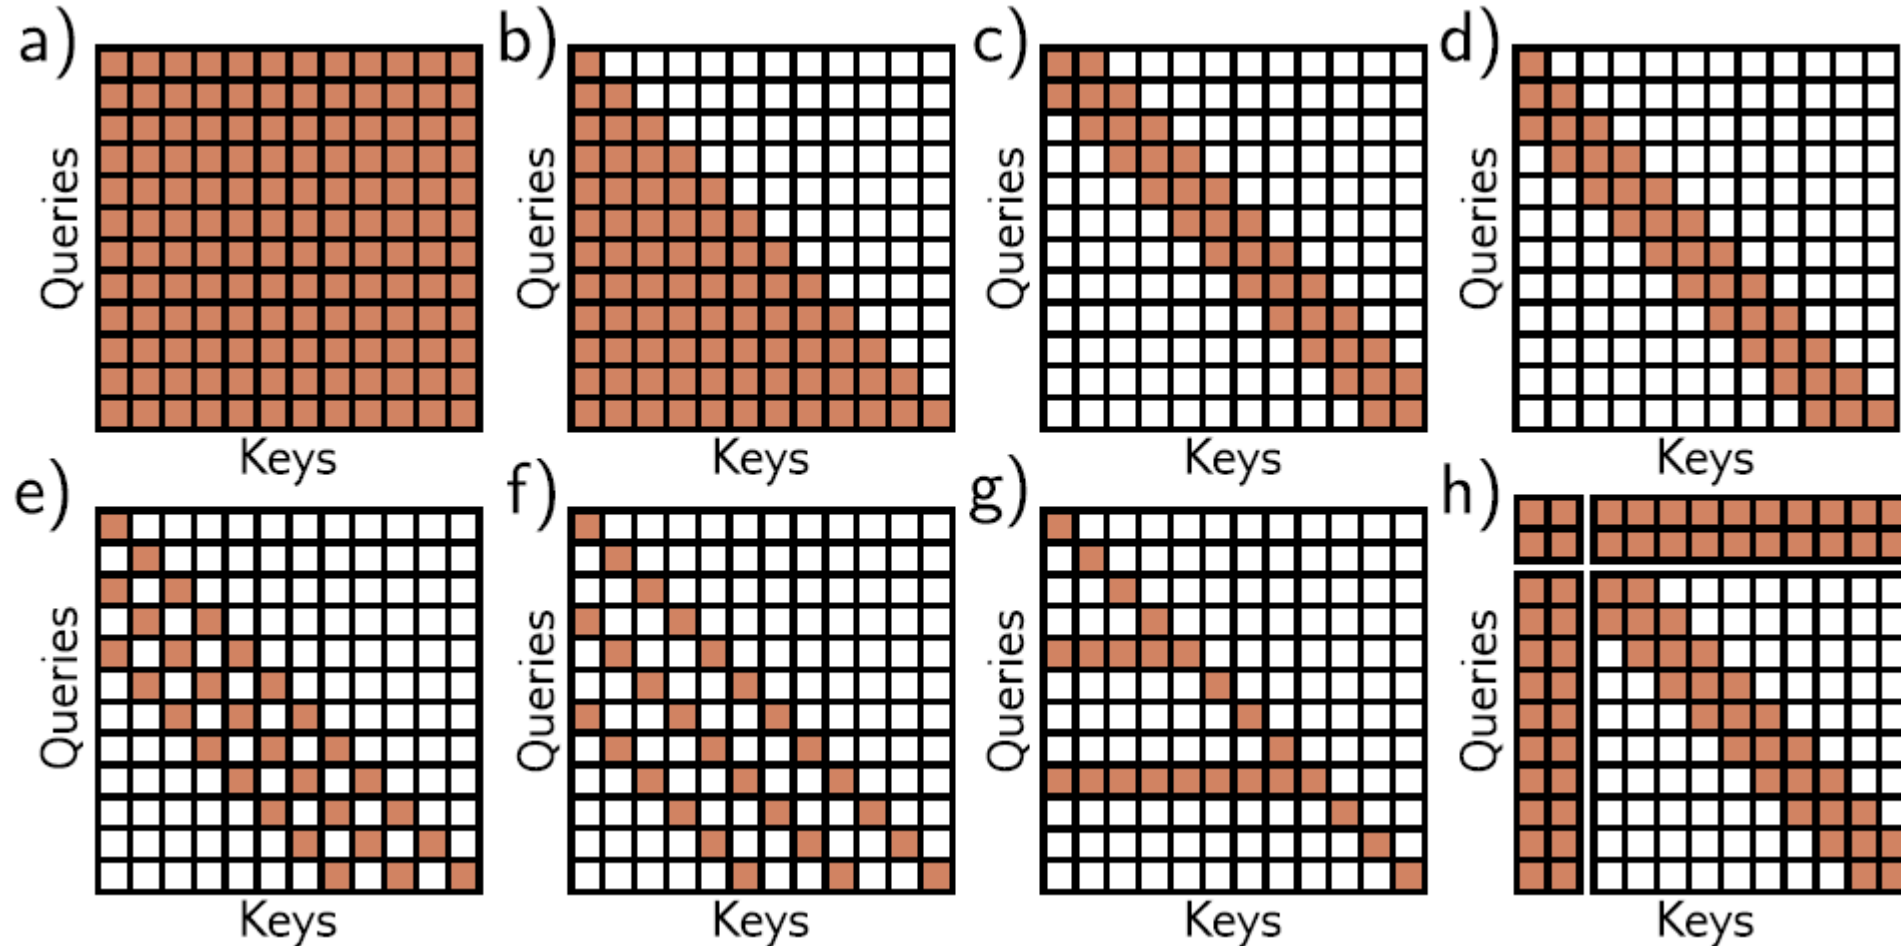 a)
b)
c)
d)
Queries
Queries
Queries
Queries
Keys
Keys
Keys
Keys
e)
f)
g)
h)
Queries
Queries
Queries
Queries
Keys
Keys
Keys
Keys